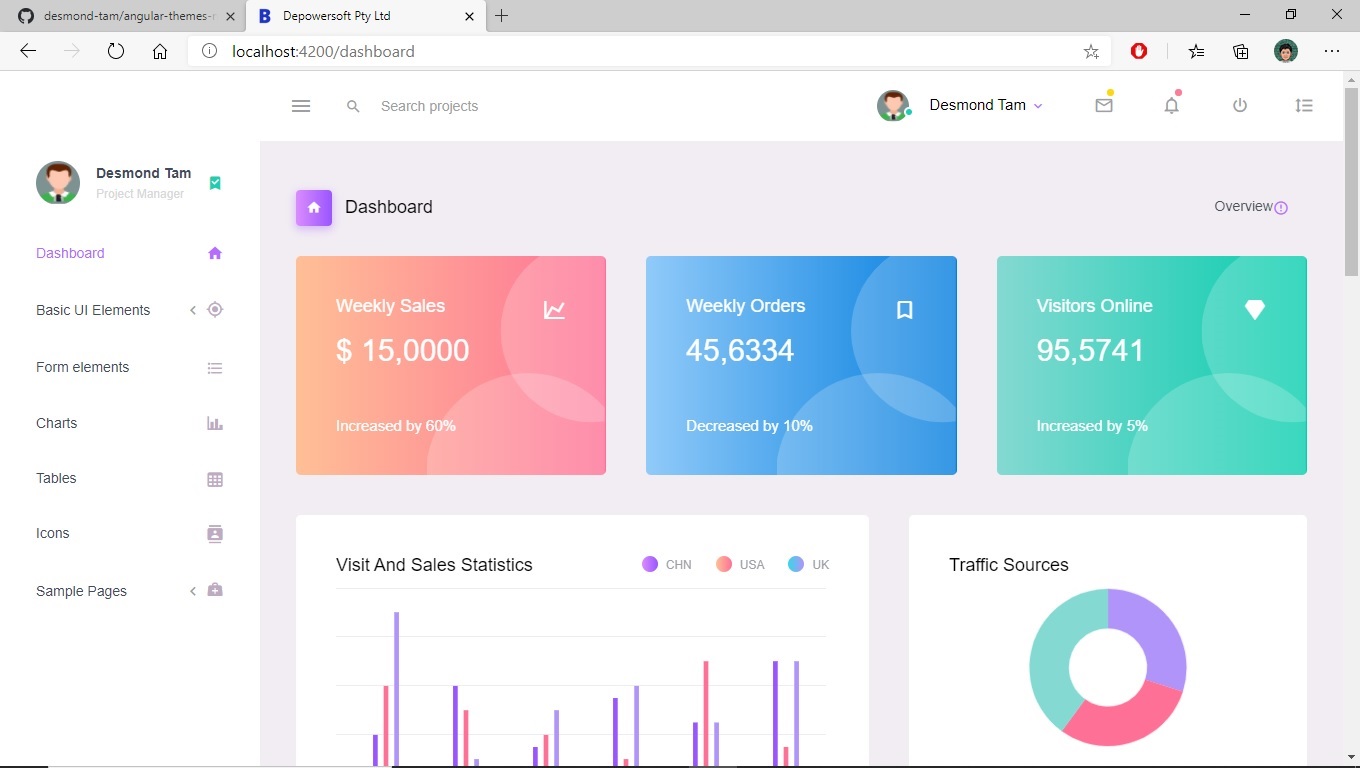 desmond-tam/angular-themes-
Depowersoft Pty Ltd
localhost:4200/dashboard
Search projects
Desmond Tam
Desmond Tam
Project Manager
Dashboard
Basic UI Elements
Form elements
Charts
Tables
Icons
Sample Pages
Dashboard
Overview
Weekly Sales
$ 15,0000
Increased by 60%
Weekly Orders
45,6334
Decreased by 10%
Visitors Online
95,5741
Increased by 5%
Visit And Sales Statistics
CHN
USA
UK
Traffic Sources